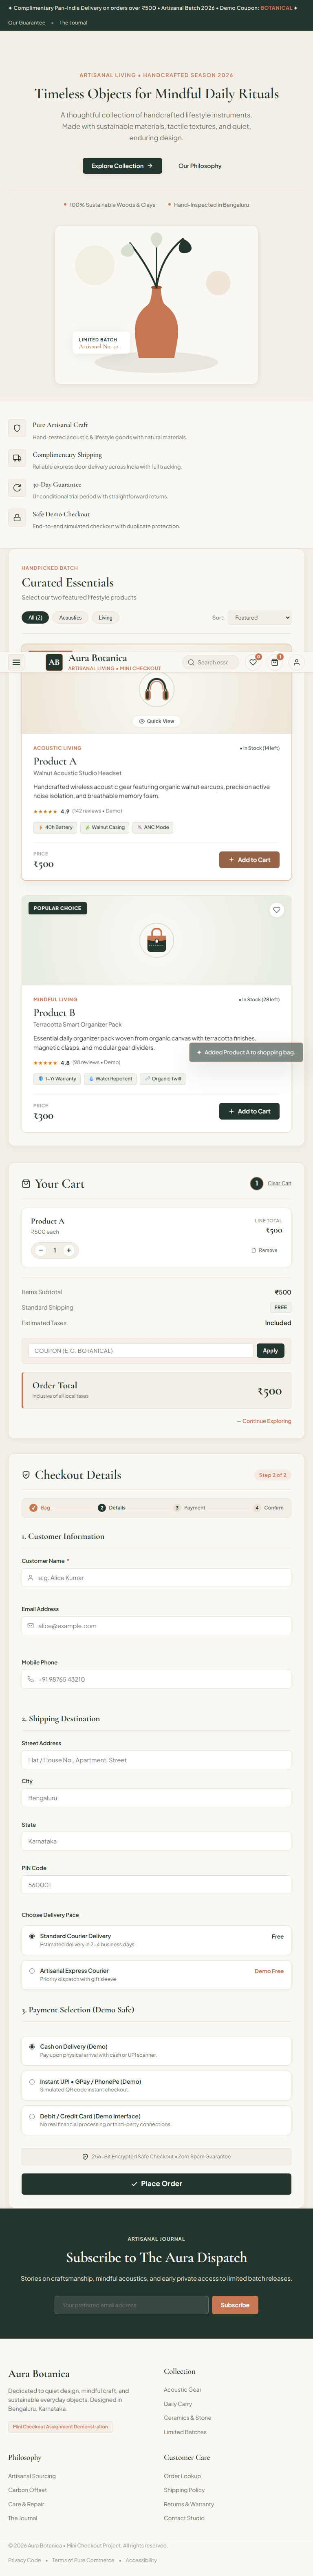 ✦ Complimentary Pan-India Delivery on orders over ₹500 • Artisanal Batch 2026 • Demo Coupon: BOTANICAL ✦
Our Guarantee • The Journal
ARTISANAL LIVING • HANDCRAFTED SEASON 2026
Timeless Objects for Mindful Daily Rituals
A thoughtful collection of handcrafted lifestyle instruments.
Made with sustainable materials, tactile textures, and quiet,
enduring design.
Explore Collection →
Our Philosophy
100% Sustainable Woods & Clays
Hand-Inspected in Bengaluru
LIMITED BATCH
Artisanal No. 42
Pure Artisanal Craft
Hand-tested acoustic & lifestyle goods with natural materials.
Complimentary Shipping
Reliable express door delivery across India with full tracking.
30-Day Guarantee
Unconditional trial period with straightforward returns.
Safe Demo Checkout
End-to-end simulated checkout with duplicate protection.
HANDPICKED BATCH
Curated Essentials
Select our two featured lifestyle products
All (2)
Acoustics
Living
Sort:
Featured
AB
Aura Botanica
ARTISANAL LIVING • MINI CHECKOUT
Search esse
0
1
Quick View
ACOUSTIC LIVING
• In Stock (14 left)
Product A
Walnut Acoustic Studio Headset
Handcrafted wireless acoustic gear featuring organic walnut earcups, precision active
noise isolation, and breathable memory foam.
★★★★★ 4.9 (142 reviews • Demo)
40h Battery
Walnut Casing
ANC Mode
PRICE
₹500
+ Add to Cart
POPULAR CHOICE
MINDFUL LIVING
• In Stock (28 left)
Product B
Terracotta Smart Organizer Pack
Essential daily organizer pack woven from organic canvas with terracotta finishes,
magnetic clasps, and modular gear dividers.
✦ Added Product A to shopping bag.
★★★★★ 4.8 (98 reviews • Demo)
1-Yr Warranty
Water Repellent
Organic Twill
PRICE
₹300
+ Add to Cart
Your Cart
1
Clear Cart
Product A
₹500 each
LINE TOTAL
₹500
− 1 +
Remove
Items Subtotal
₹500
Standard Shipping
FREE
Estimated Taxes
Included
COUPON (E.G. BOTANICAL)
Apply
Order Total
Inclusive of all local taxes
₹500
← Continue Exploring
Checkout Details
Step 2 of 2
✓ Bag
2 Details
3 Payment
4 Confirm
1. Customer Information
Customer Name *
e.g. Alice Kumar
Email Address
alice@example.com
Mobile Phone
+91 98765 43210
2. Shipping Destination
Street Address
Flat / House No., Apartment, Street
City
Bengaluru
State
Karnataka
PIN Code
560001
Choose Delivery Pace
Standard Courier Delivery
Free
Estimated delivery in 2–4 business days
Artisanal Express Courier
Demo Free
Priority dispatch with gift sleeve
3. Payment Selection (Demo Safe)
Cash on Delivery (Demo)
Pay upon physical arrival with cash or UPI scanner.
Instant UPI • GPay / PhonePe (Demo)
Simulated QR code instant checkout.
Debit / Credit Card (Demo Interface)
No real financial processing or third-party connections.
256-Bit Encrypted Safe Checkout • Zero Spam Guarantee
✓ Place Order
ARTISANAL JOURNAL
Subscribe to The Aura Dispatch
Stories on craftsmanship, mindful acoustics, and early private access to limited batch releases.
Your preferred email address
Subscribe
Aura Botanica
Dedicated to quiet design, mindful craft, and
sustainable everyday objects. Designed in
Bengaluru, Karnataka.
Mini Checkout Assignment Demonstration
Collection
Acoustic Gear
Daily Carry
Ceramics & Stone
Limited Batches
Philosophy
Artisanal Sourcing
Carbon Offset
Care & Repair
The Journal
Customer Care
Order Lookup
Shipping Policy
Returns & Warranty
Contact Studio
© 2026 Aura Botanica • Mini Checkout Project. All rights reserved.
Privacy Code • Terms of Pure Commerce • Accessibility